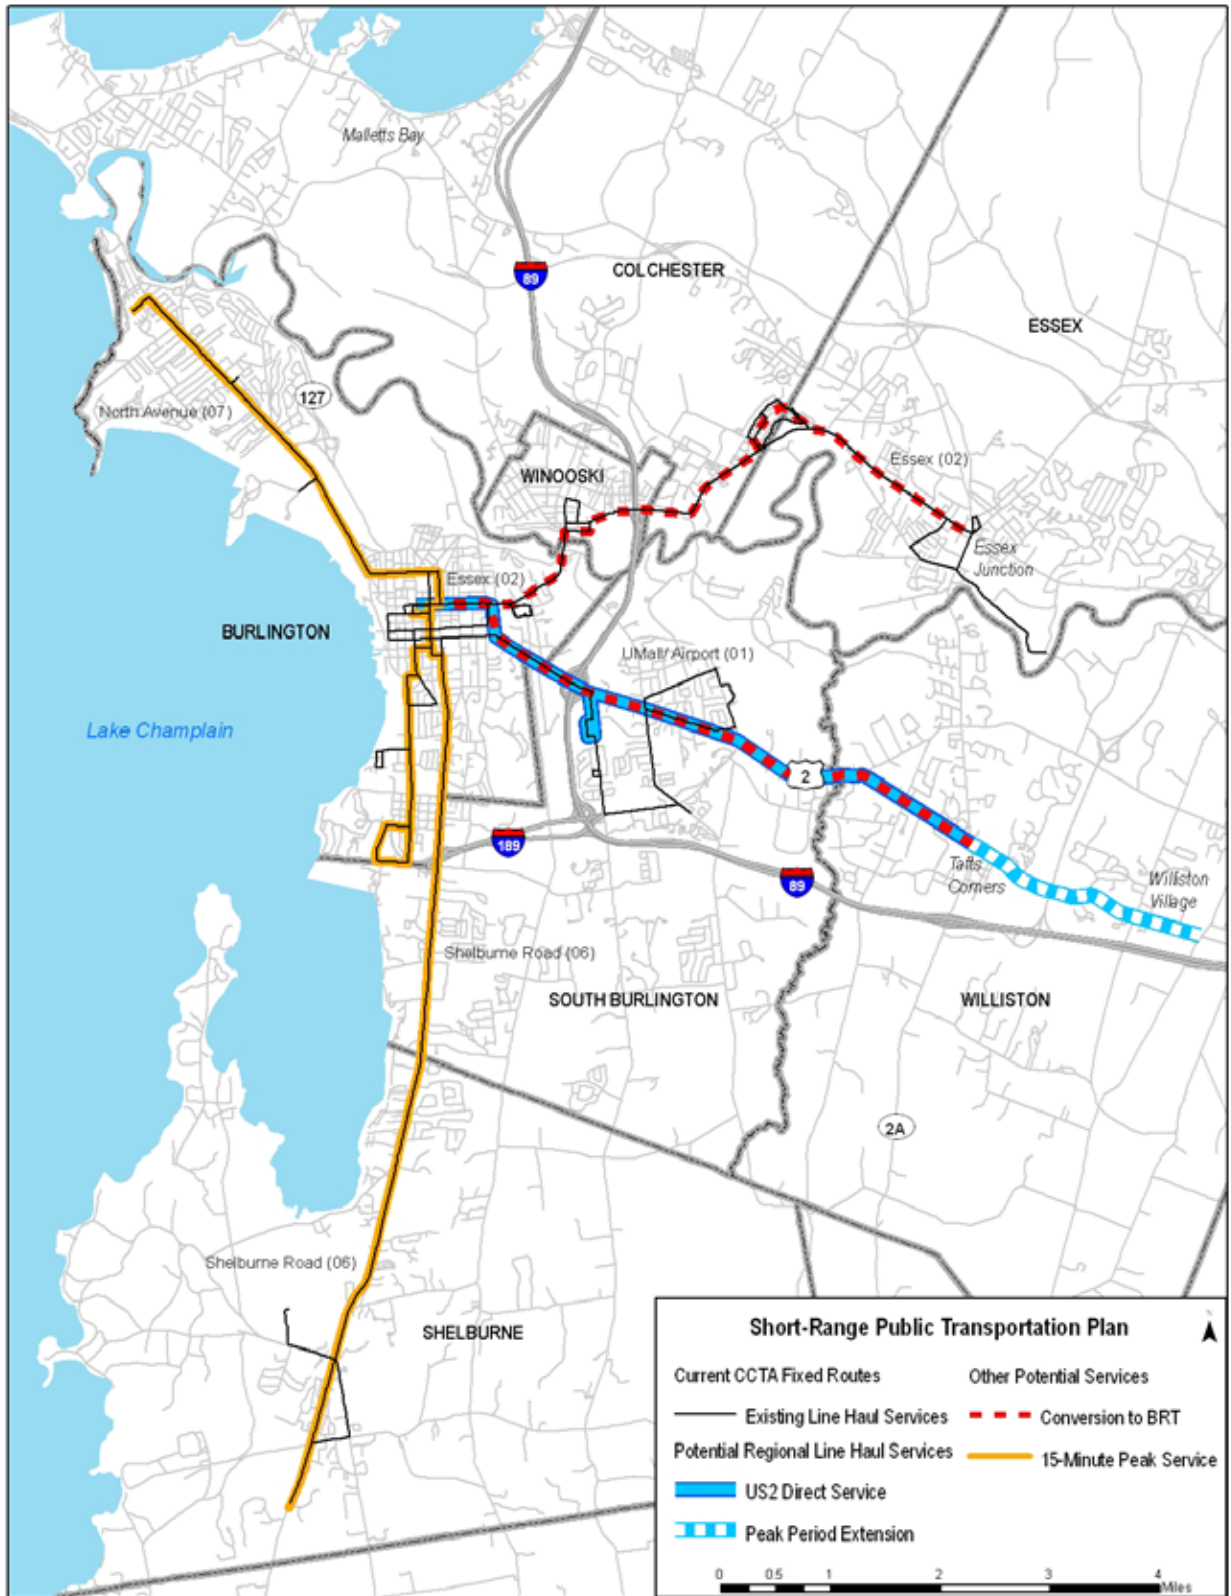 Malletts Bay
89
COLCHESTER
ESSEX
127
North Avenue (07)
Essex (02)
WINOOSKI
Essex
Junction
Essex (02)
BURLINGTON
UMall/Airport (01)
Lake Champlain
2
189
89
Tafts
Corners
Williston
Village
Shelburne Road (06)
SOUTH BURLINGTON
WILLISTON
2A
Shelburne Road (06)
SHELBURNE
Short-Range Public Transportation Plan
Current CCTA Fixed Routes
Other Potential Services
Existing Line Haul Services
Conversion to BRT
Potential Regional Line Haul Services
15-Minute Peak Service
US2 Direct Service
Peak Period Extension
0 0.5 1 2 3 4
Miles